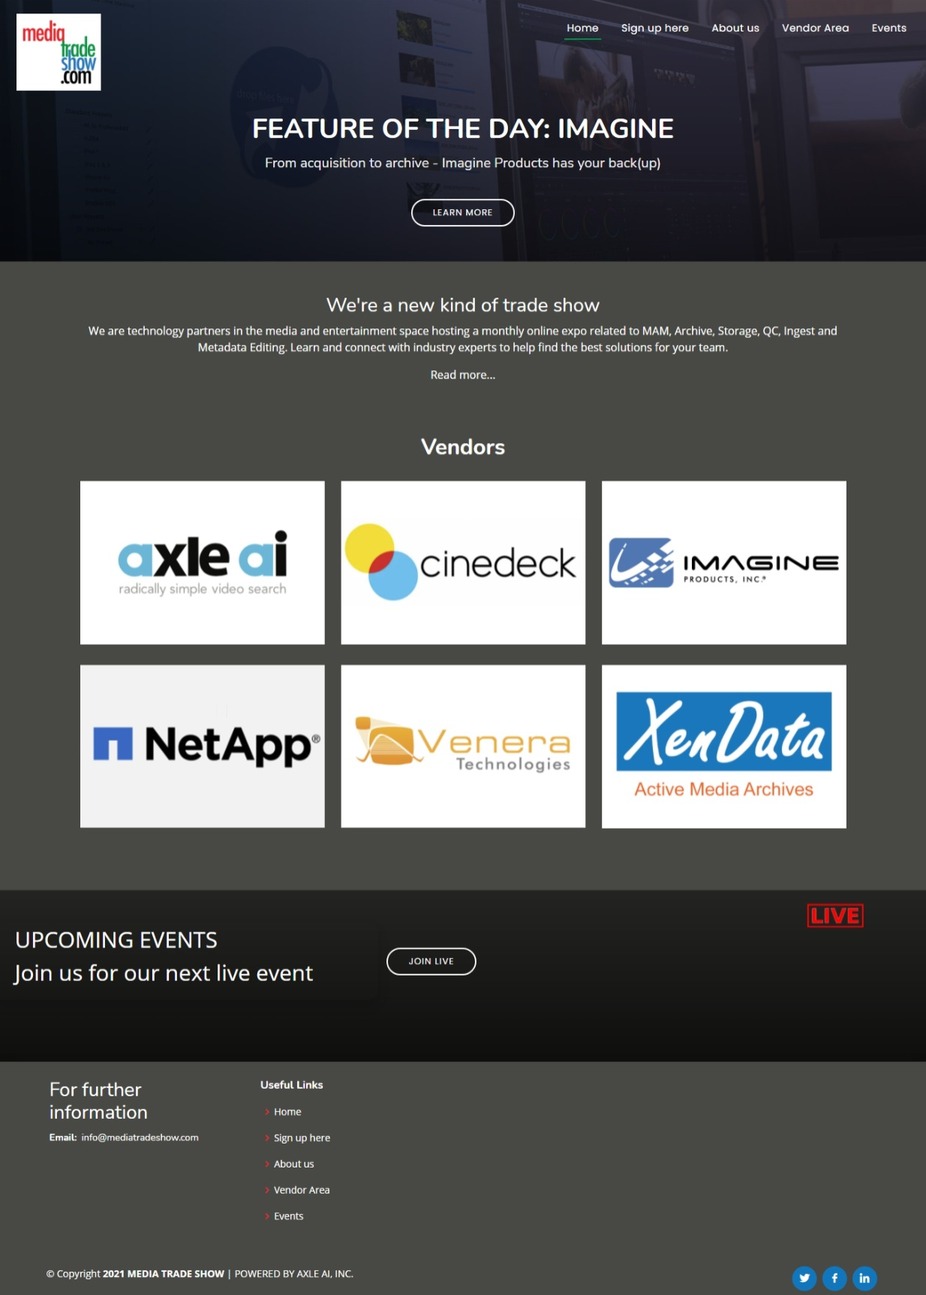 media
trade
show
.com
Home Sign up here About us Vendor Area Events
FEATURE OF THE DAY: IMAGINE
From acquisition to archive - Imagine Products has your back(up)
LEARN MORE
We're a new kind of trade show
We are technology partners in the media and entertainment space hosting a monthly online expo related to MAM, Archive, Storage, QC, Ingest and
Metadata Editing. Learn and connect with industry experts to help find the best solutions for your team.
Read more...
Vendors
axle ai
radically simple video search
cinedeck
IMAGINE
PRODUCTS, INC.®
NetApp®
Venera
Technologies
XenData
Active Media Archives
LIVE
UPCOMING EVENTS
Join us for our next live event
JOIN LIVE
For further
information
Email: info@mediatradeshow.com
Useful Links
Home
Sign up here
About us
Vendor Area
Events
© Copyright 2021 MEDIA TRADE SHOW | POWERED BY AXLE AI, INC.